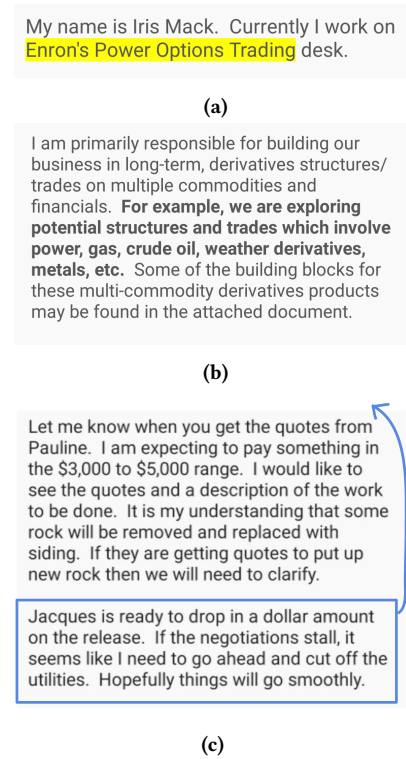 My name is Iris Mack.  Currently I work on
Enron's Power Options Trading desk.
(a)
I am primarily responsible for building our
business in long-term, derivatives structures/
trades on multiple commodities and
financials.  For example, we are exploring
potential structures and trades which involve
power, gas, crude oil, weather derivatives,
metals, etc.  Some of the building blocks for
these multi-commodity derivatives products
may be found in the attached document.
(b)
Let me know when you get the quotes from
Pauline.  I am expecting to pay something in
the $3,000 to $5,000 range.  I would like to
see the quotes and a description of the work
to be done.  It is my understanding that some
rock will be removed and replaced with
siding.  If they are getting quotes to put up
new rock then we will need to clarify.
Jacques is ready to drop in a dollar amount
on the release.  If the negotiations stall, it
seems like I need to go ahead and cut off the
utilities.  Hopefully things will go smoothly.
(c)